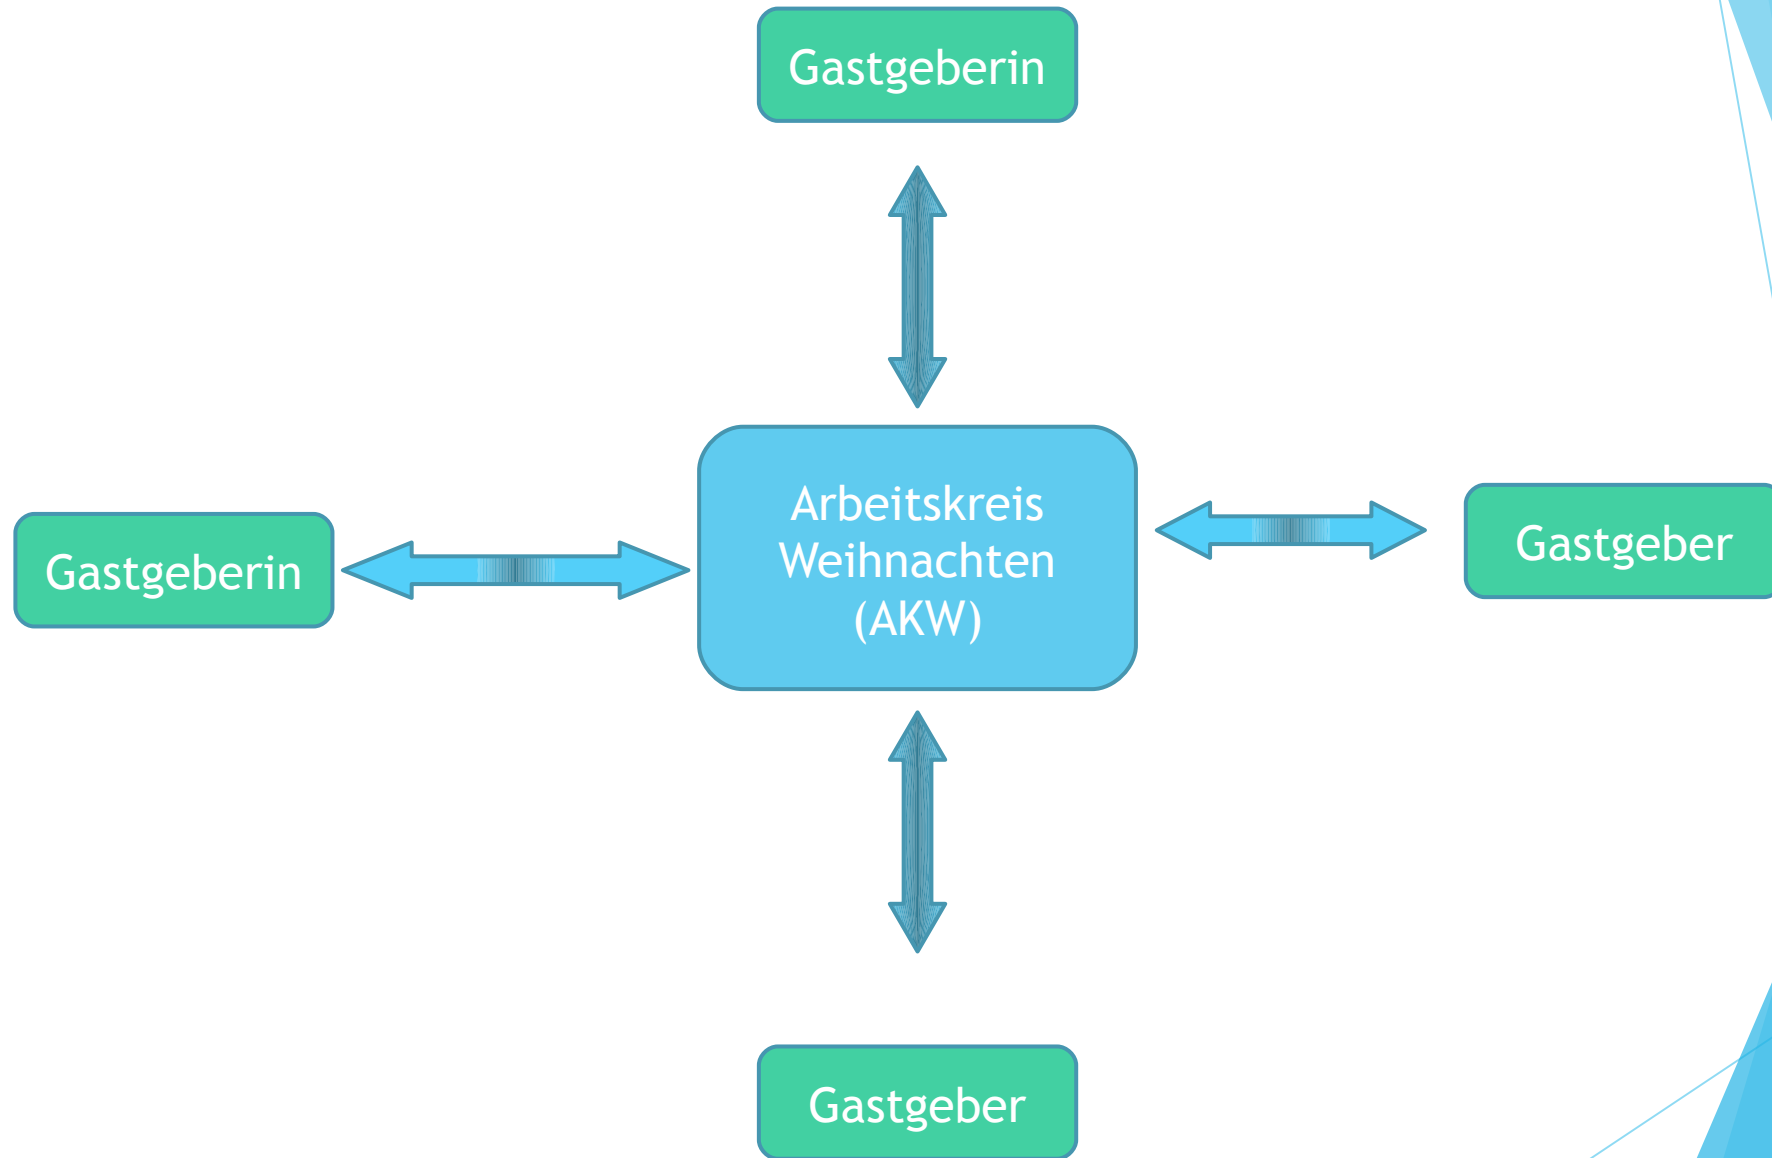 Gastgeberin
Arbeitskreis
Weihnachten
(AKW)
Gastgeberin
Gastgeber
Gastgeber